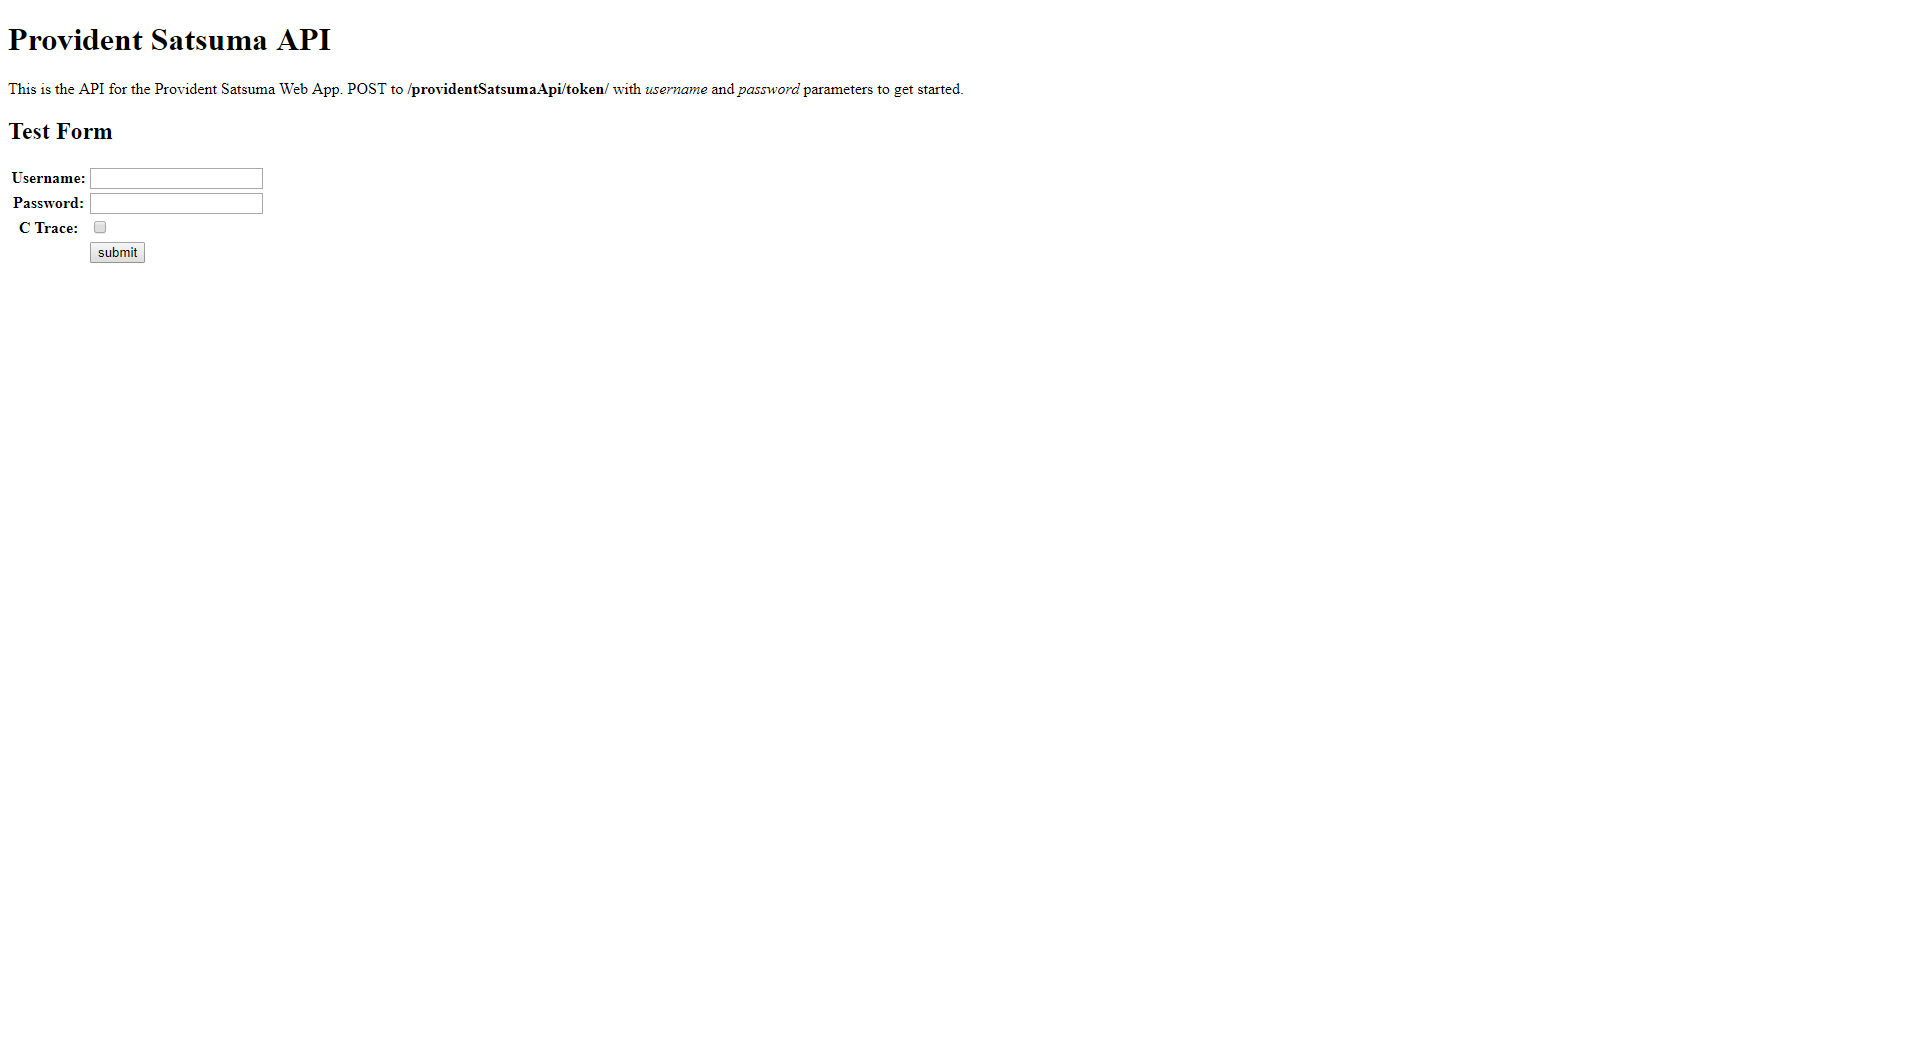 Provident Satsuma API
This is the API for the Provident Satsuma Web App. POST to /providentSatsumaApi/token/ with username and password parameters to get started.
Test Form
Username:
Password:
C Trace:
submit